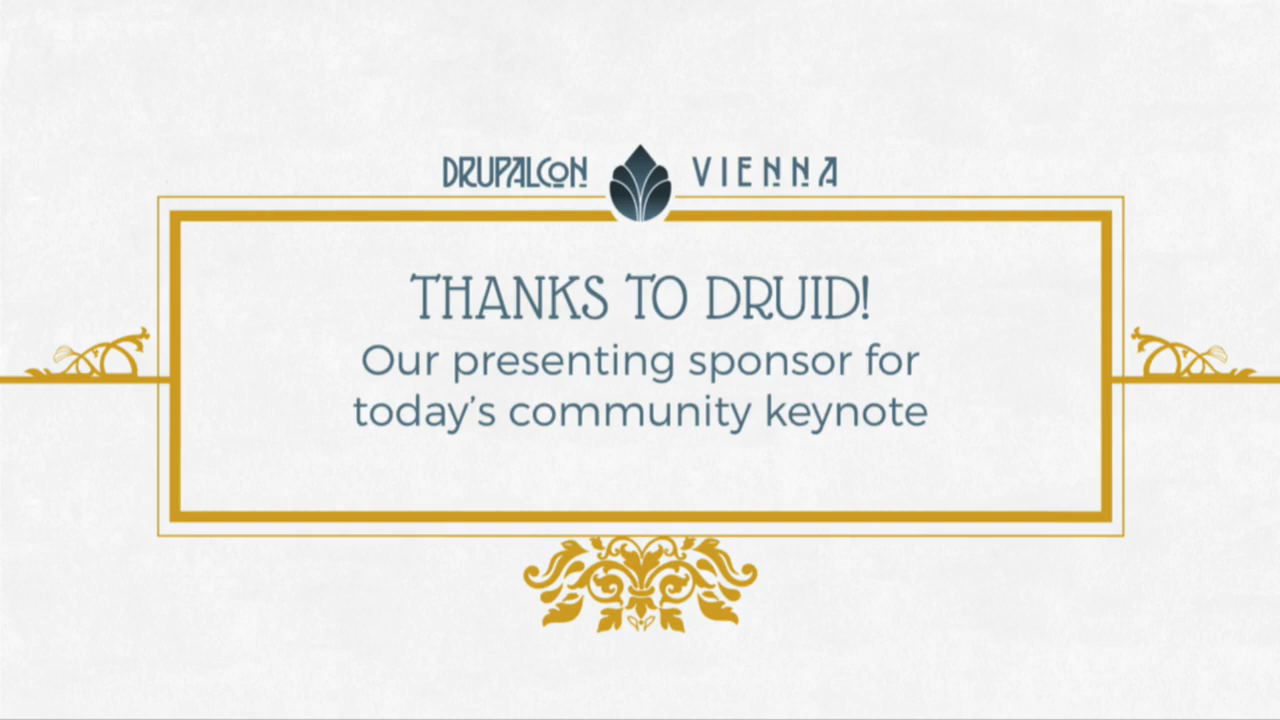 DRUPALCON VIENNA
THANKS TO DRUID!
Our presenting sponsor for
today's community keynote